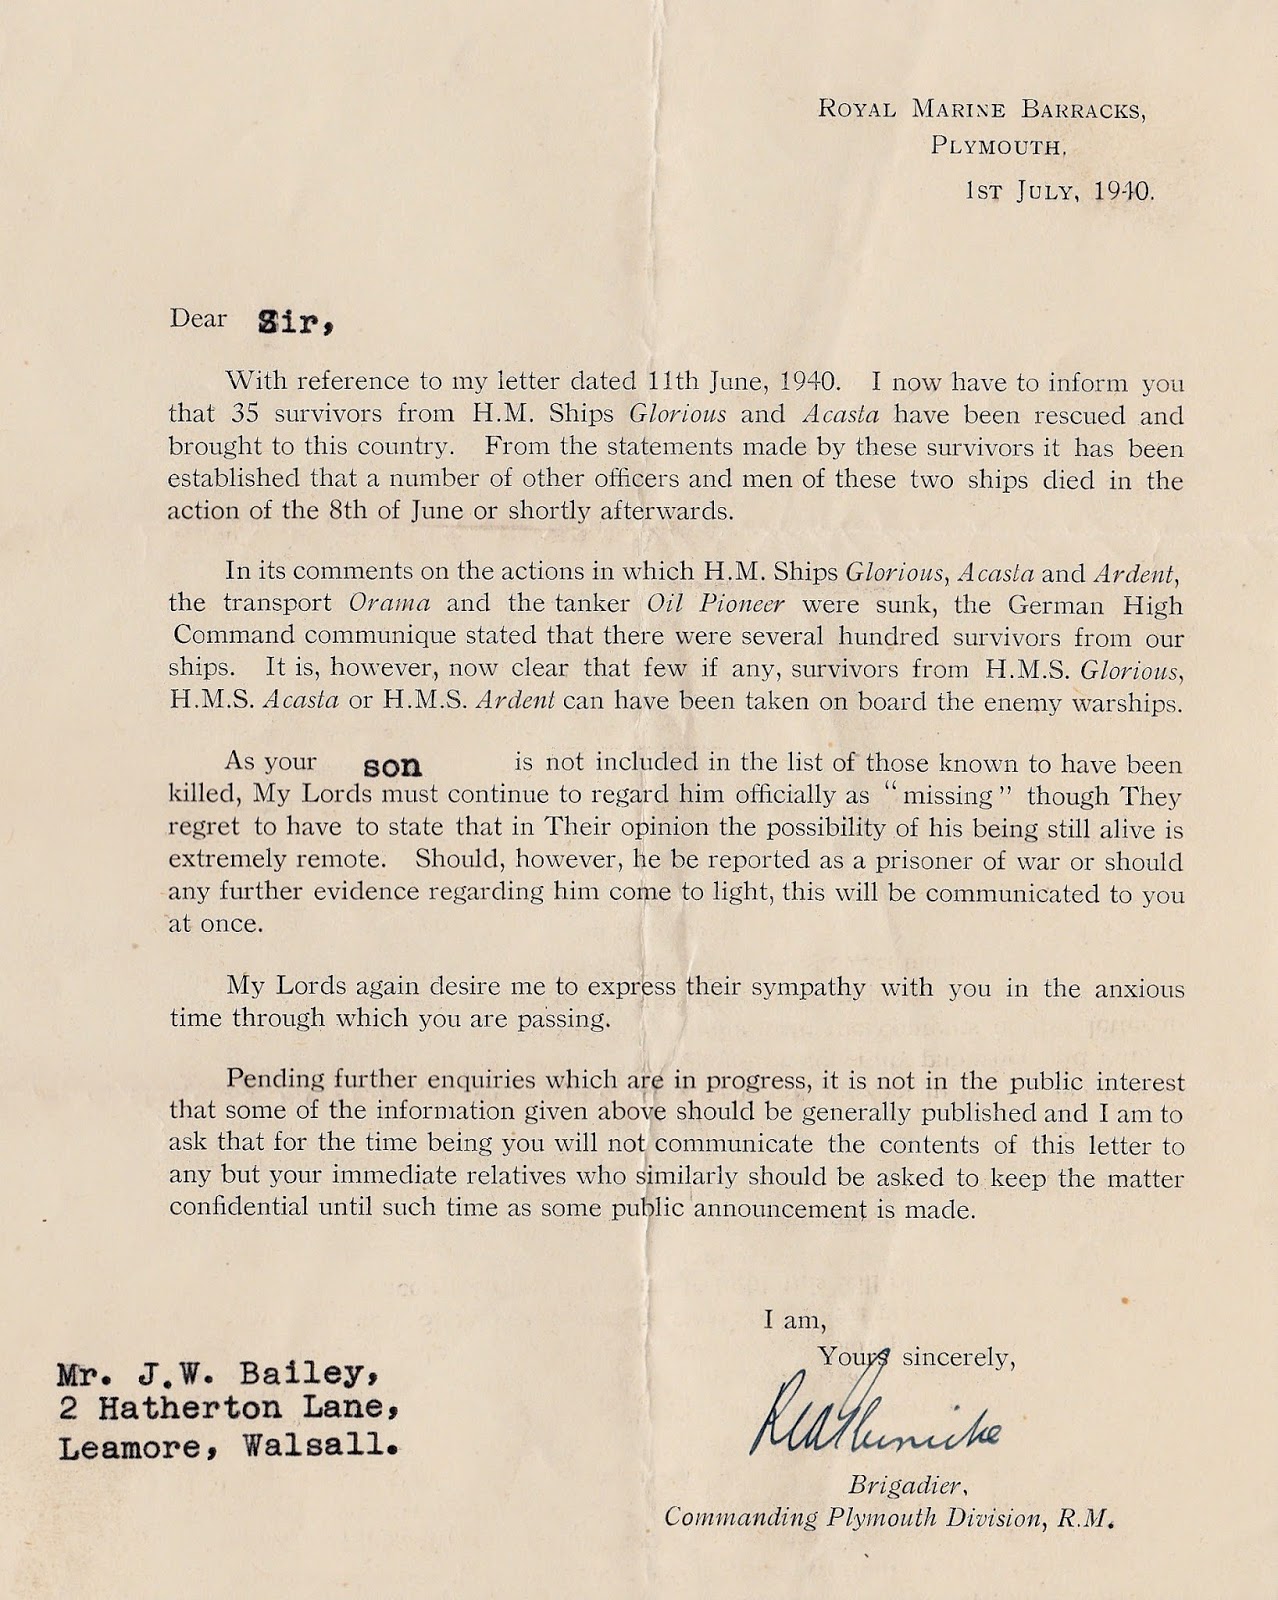 Royal Marine Barracks,
Plymouth,
1st July, 1940.
Dear Sir,
With reference to my letter dated 11th June, 1940. I now have to inform you
that 35 survivors from H.M. Ships Glorious and Acasta have been rescued and
brought to this country. From the statements made by these survivors it has been
established that a number of other officers and men of these two ships died in the
action of the 8th of June or shortly afterwards.
In its comments on the actions in which H.M. Ships Glorious, Acasta and Ardent,
the transport Orama and the tanker Oil Pioneer were sunk, the German High
Command communique stated that there were several hundred survivors from our
ships. It is, however, now clear that few if any, survivors from H.M.S. Glorious,
H.M.S. Acasta or H.M.S. Ardent can have been taken on board the enemy warships.
As your son is not included in the list of those known to have been
killed, My Lords must continue to regard him officially as "missing" though They
regret to have to state that in Their opinion the possibility of his being still alive is
extremely remote. Should, however, he be reported as a prisoner of war or should
any further evidence regarding him come to light, this will be communicated to you
at once.
My Lords again desire me to express their sympathy with you in the anxious
time through which you are passing.
Pending further enquiries which are in progress, it is not in the public interest
that some of the information given above should be generally published and I am to
ask that for the time being you will not communicate the contents of this letter to
any but your immediate relatives who similarly should be asked to keep the matter
confidential until such time as some public announcement is made.
I am,
Yours sincerely,
Brigadier,
Commanding Plymouth Division, R.M.
Mr. J.W. Bailey,
2 Hatherton Lane,
Leamore, Walsall.